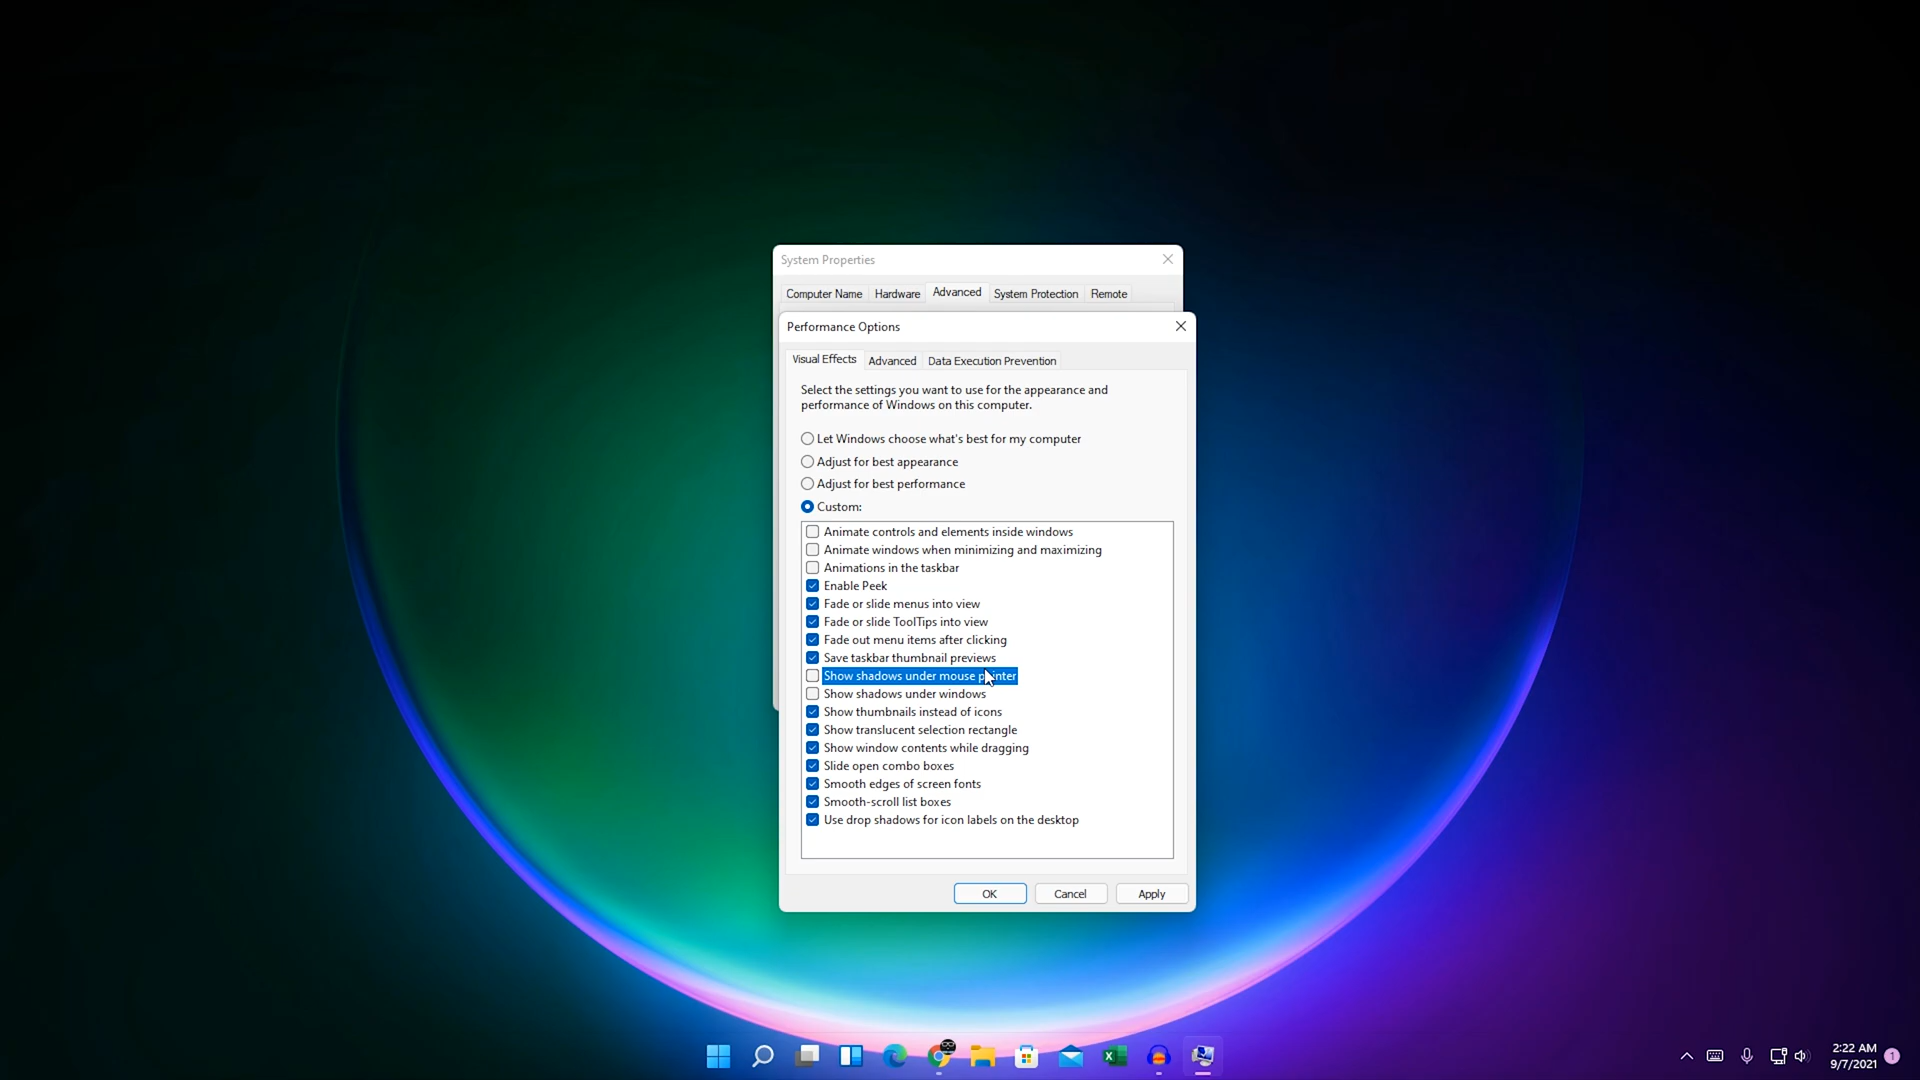 System Properties
Computer Name
Hardware
Advanced
System Protection
Remote
Performance Options
Visual Effects
Advanced
Data Execution Prevention
Select the settings you want to use for the appearance and
performance of Windows on this computer.
Let Windows choose what's best for my computer
Adjust for best appearance
Adjust for best performance
Custom:
Animate controls and elements inside windows
Animate windows when minimizing and maximizing
Animations in the taskbar
Enable Peek
Fade or slide menus into view
Fade or slide ToolTips into view
Fade out menu items after clicking
Save taskbar thumbnail previews
Show shadows under mouse pointer
Show shadows under windows
Show thumbnails instead of icons
Show translucent selection rectangle
Show window contents while dragging
Slide open combo boxes
Smooth edges of screen fonts
Smooth-scroll list boxes
Use drop shadows for icon labels on the desktop
OK
Cancel
Apply
2:22 AM
9/7/2021
1